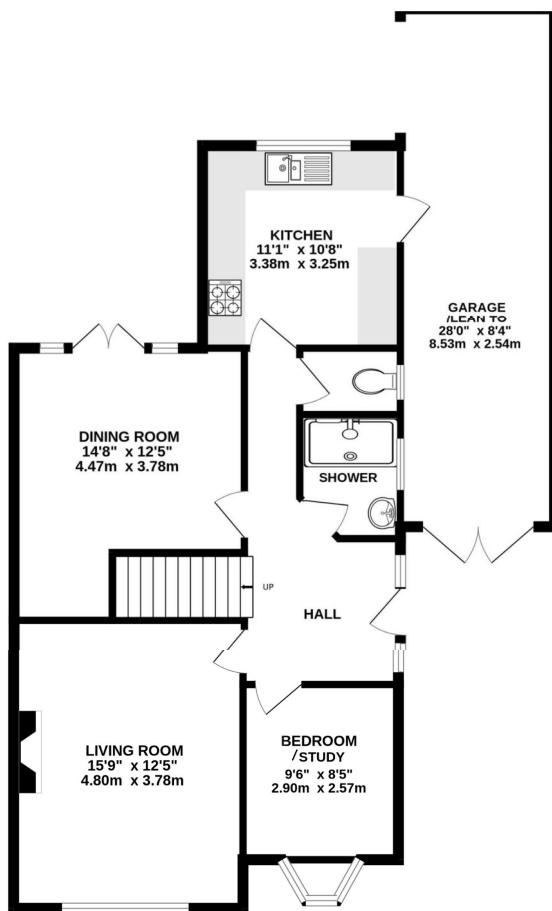 KITCHEN
11'1" x 10'8"
3.38m x 3.25m
GARAGE
/LEAN TO
28'0" x 8'4"
8.53m x 2.54m
DINING ROOM
14'8" x 12'5"
4.47m x 3.78m
SHOWER
UP
HALL
LIVING ROOM
15'9" x 12'5"
4.80m x 3.78m
BEDROOM
/STUDY
9'6" x 8'5"
2.90m x 2.57m